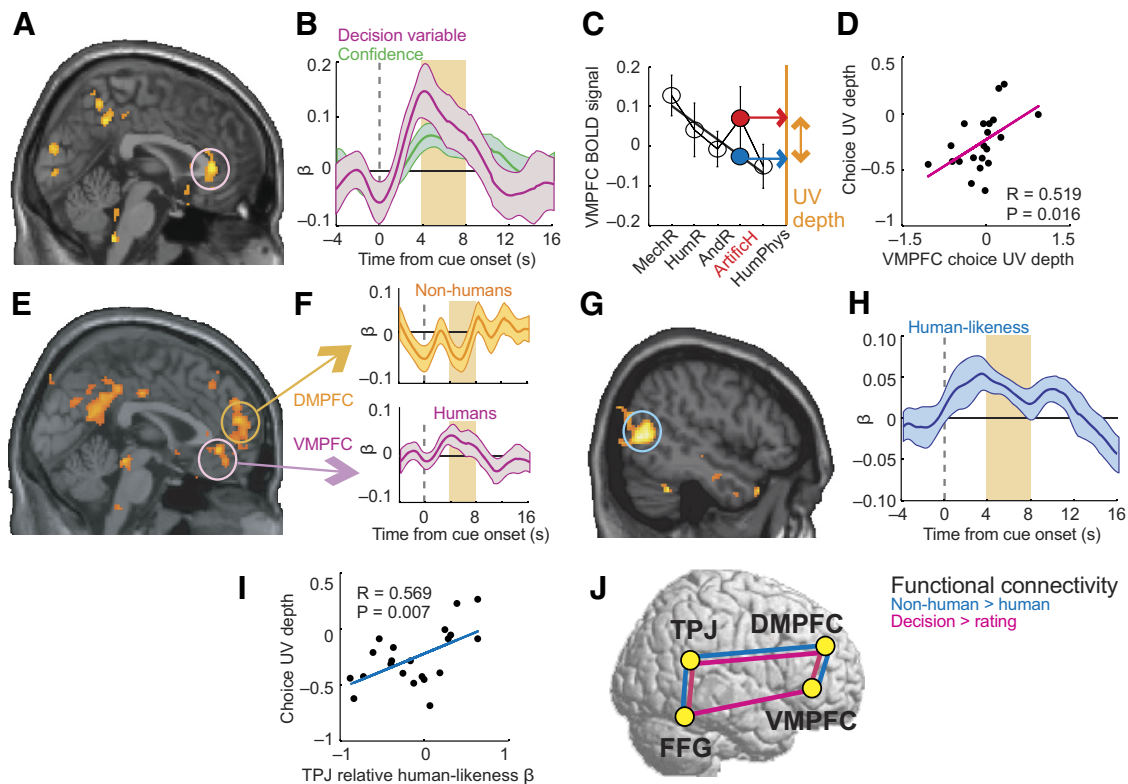 A
B
Decision variable
Confidence
0.2
0.1
0
–0.1
β
–4
0
4
8
12
16
Time from cue onset (s)
C
VMPFC BOLD signal
0.2
0.1
0
–0.1
–0.2
MechR
HumR
AndR
ArtificH
HumPhys
UV
depth
D
Choice UV depth
0.5
0
–0.5
–1
R = 0.519
P = 0.016
–1.5
0
1.5
VMPFC choice UV depth
E
DMPFC
VMPFC
F
Non-humans
0.1
β
–0.1
Humans
0.1
β
–0.1
0
4
8
12
16
Time from cue onset (s)
G
H
Human-likeness
0.10
0.05
0
–0.05
–0.10
β
–4
0
4
8
12
16
Time from cue onset (s)
I
Choice UV depth
0.5
0
–0.5
–1
R = 0.569
P = 0.007
–1
0
1
TPJ relative human-likeness β
J
TPJ
DMPFC
VMPFC
FFG
Functional connectivity
Non-human > human
Decision > rating